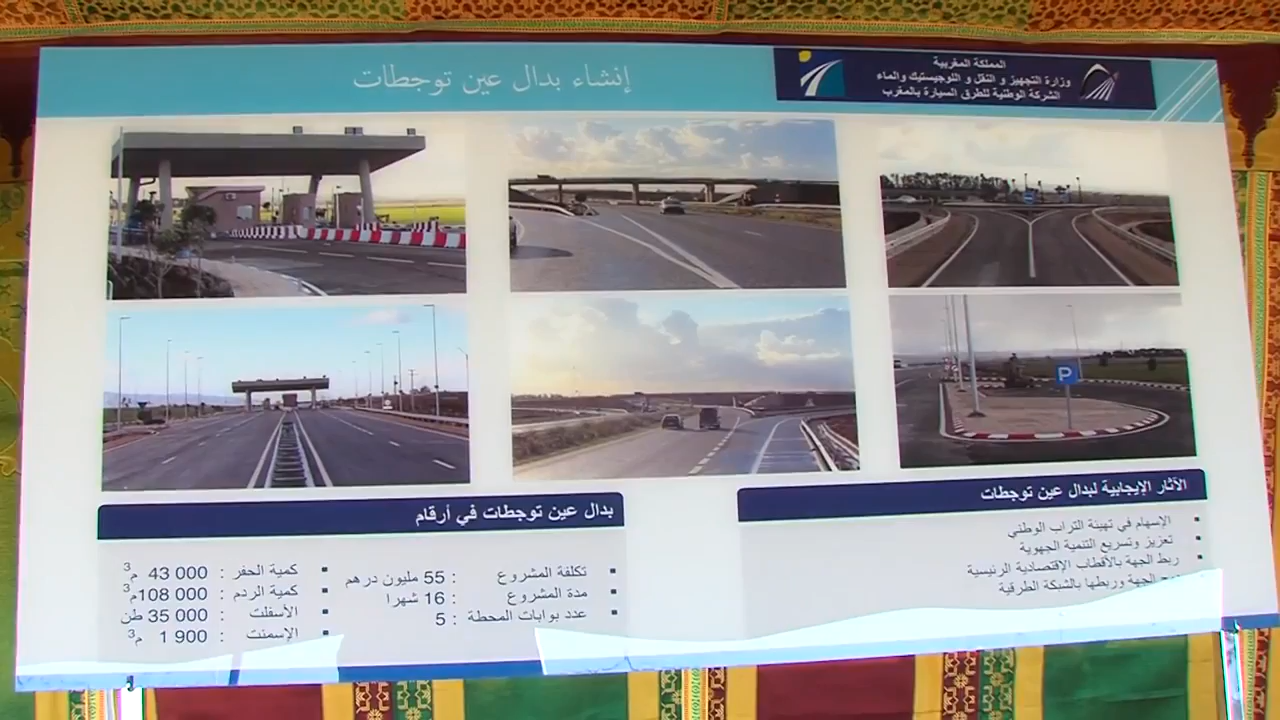 إنشاء بدال عين توجطات
المملكة المغربية
وزارة التجهيز و النقل و اللوجيستيك والماء
الشركة الوطنية للطرق السيارة بالمغرب
P
الآثار الإيجابية لبدال عين توجطات
▪ الإسهام في تهيئة التراب الوطني
▪ تعزيز وتسريع التنمية الجهوية
▪ ربط الجهة بالأقطاب الإقتصادية الرئيسية
الجهة وربطها بالشبكة الطرقية
بدال عين توجطات في أرقام
▪ تكلفة المشروع : 55 مليون درهم
▪ مدة المشروع : 16 شهرا
▪ عدد بوابات المحطة : 5
▪ كمية الحفر : 000 43 م3
▪ كمية الردم : 000 108م3
▪ الأسفلت : 000 35 طن
▪ الإسمنت : 900 1 م3